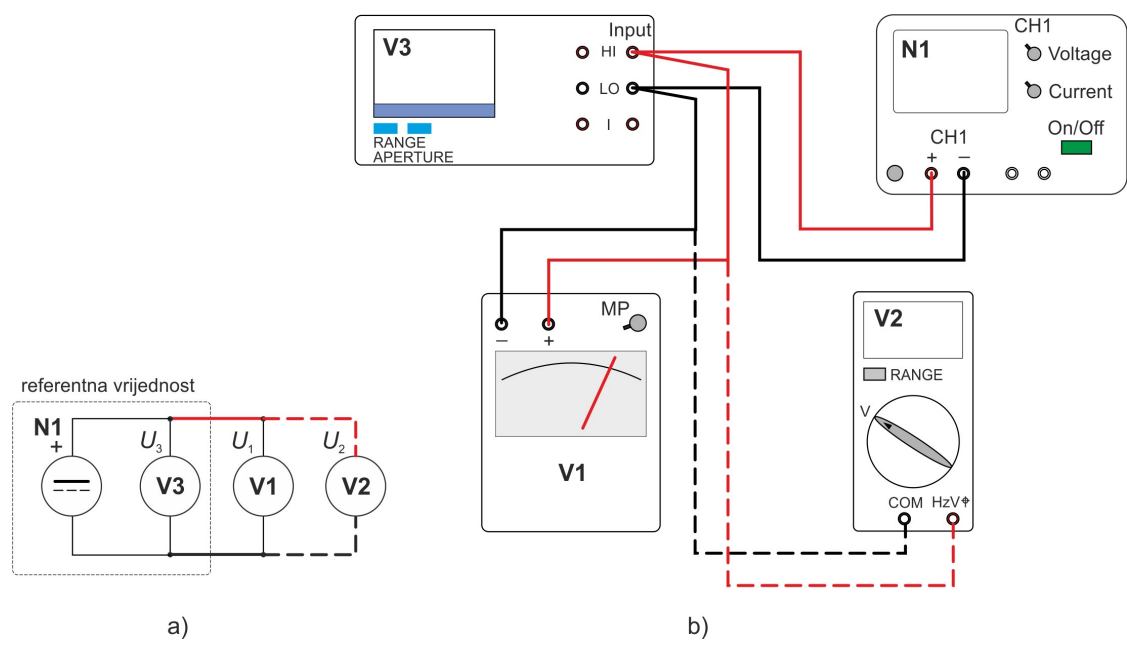 V3
Input
HI
LO
I
RANGE
APERTURE
CH1
N1
Voltage
Current
On/Off
CH1
+ −
MP
− +
V1
V2
RANGE
V
COM HzV⌖
referentna vrijednost
N1
+
U3 U1 U2
V3 V1 V2
a) b)